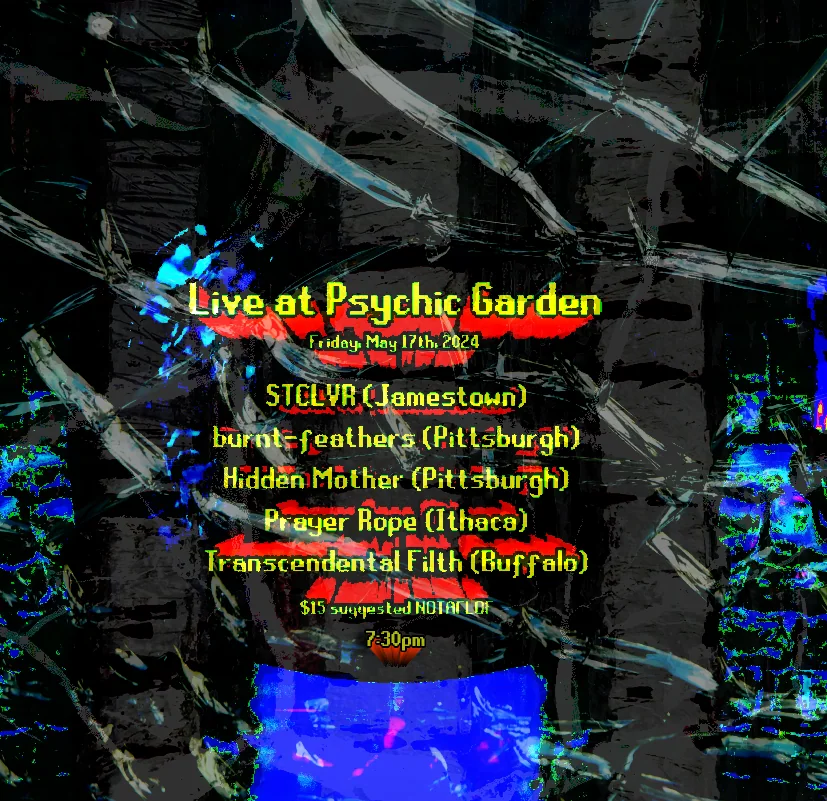 Live at Psychic Garden
Friday, May 17th, 2024
STCLVR (Jamestown)
burnt-feathers (Pittsburgh)
Hidden Mother (Pittsburgh)
Prayer Rope (Ithaca)
Transcendental Filth (Buffalo)
$15 suggested NOTAFLOF
7:30pm